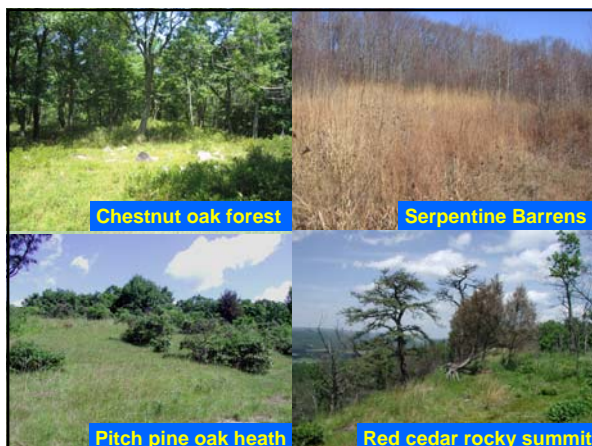 Chestnut oak forest
Serpentine Barrens
Pitch pine oak heath
Red cedar rocky summit